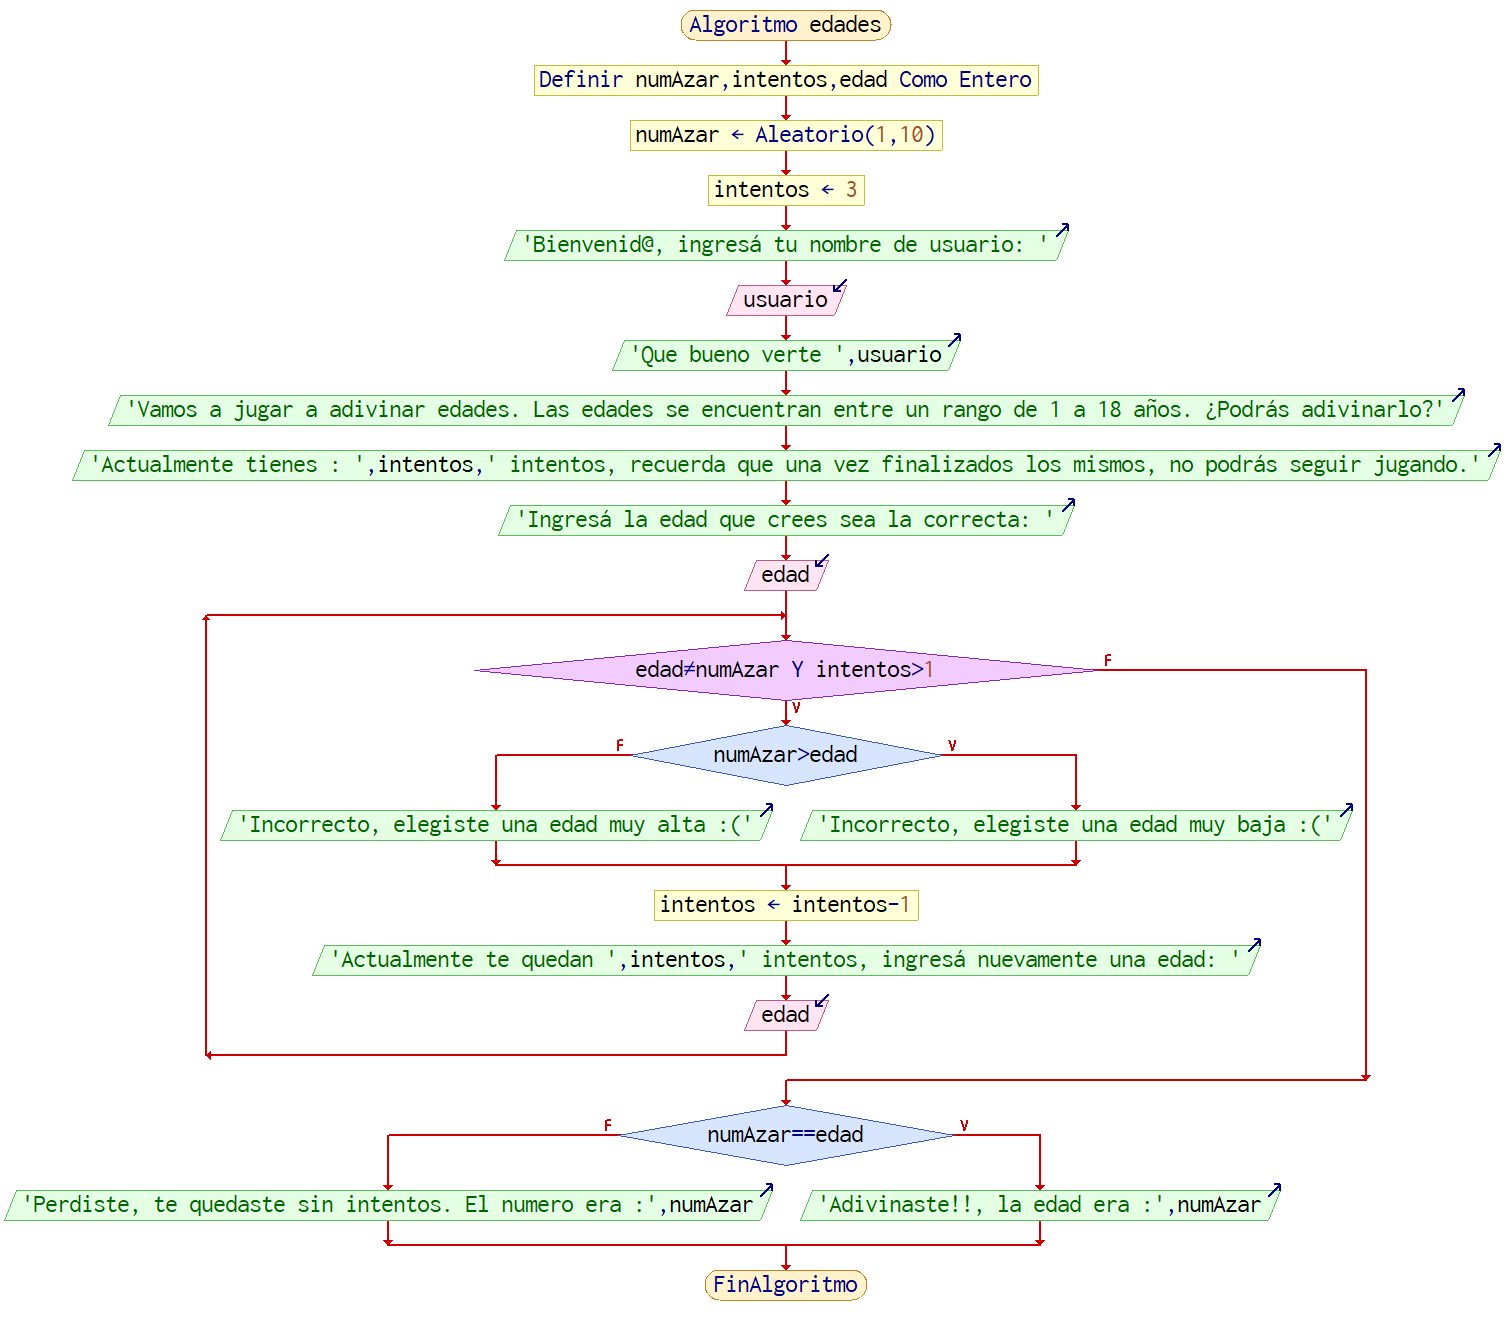 Algoritmo edades
Definir numAzar,intentos,edad Como Entero
numAzar ← Aleatorio(1,10)
intentos ← 3
'Bienvenid@, ingresá tu nombre de usuario: '
usuario
'Que bueno verte ',usuario
'Vamos a jugar a adivinar edades. Las edades se encuentran entre un rango de 1 a 18 años. ¿Podrás adivinarlo?'
'Actualmente tienes : ',intentos,' intentos, recuerda que una vez finalizados los mismos, no podrás seguir jugando.'
'Ingresá la edad que crees sea la correcta: '
edad
edad≠numAzar Y intentos>1
F
V
numAzar>edad
F
V
'Incorrecto, elegiste una edad muy alta :('
'Incorrecto, elegiste una edad muy baja :('
intentos ← intentos-1
'Actualmente te quedan ',intentos,' intentos, ingresá nuevamente una edad: '
edad
numAzar==edad
F
V
'Perdiste, te quedaste sin intentos. El numero era :',numAzar
'Adivinaste!!, la edad era :',numAzar
FinAlgoritmo